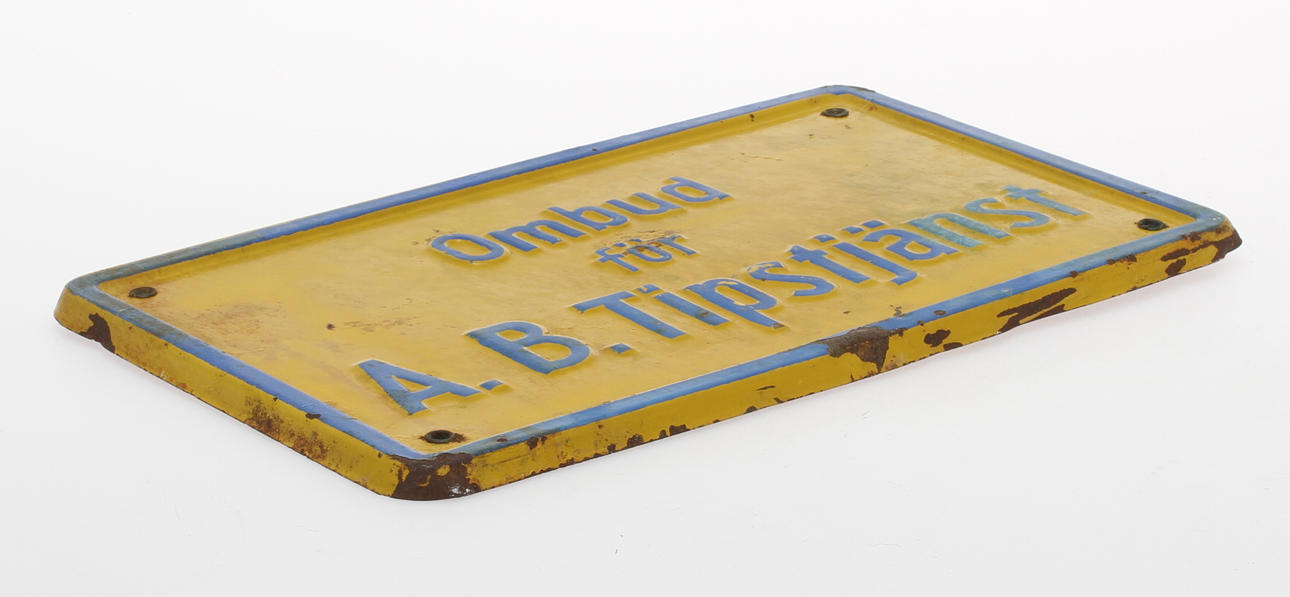 Ombud
för
A. B. Tipstjänst